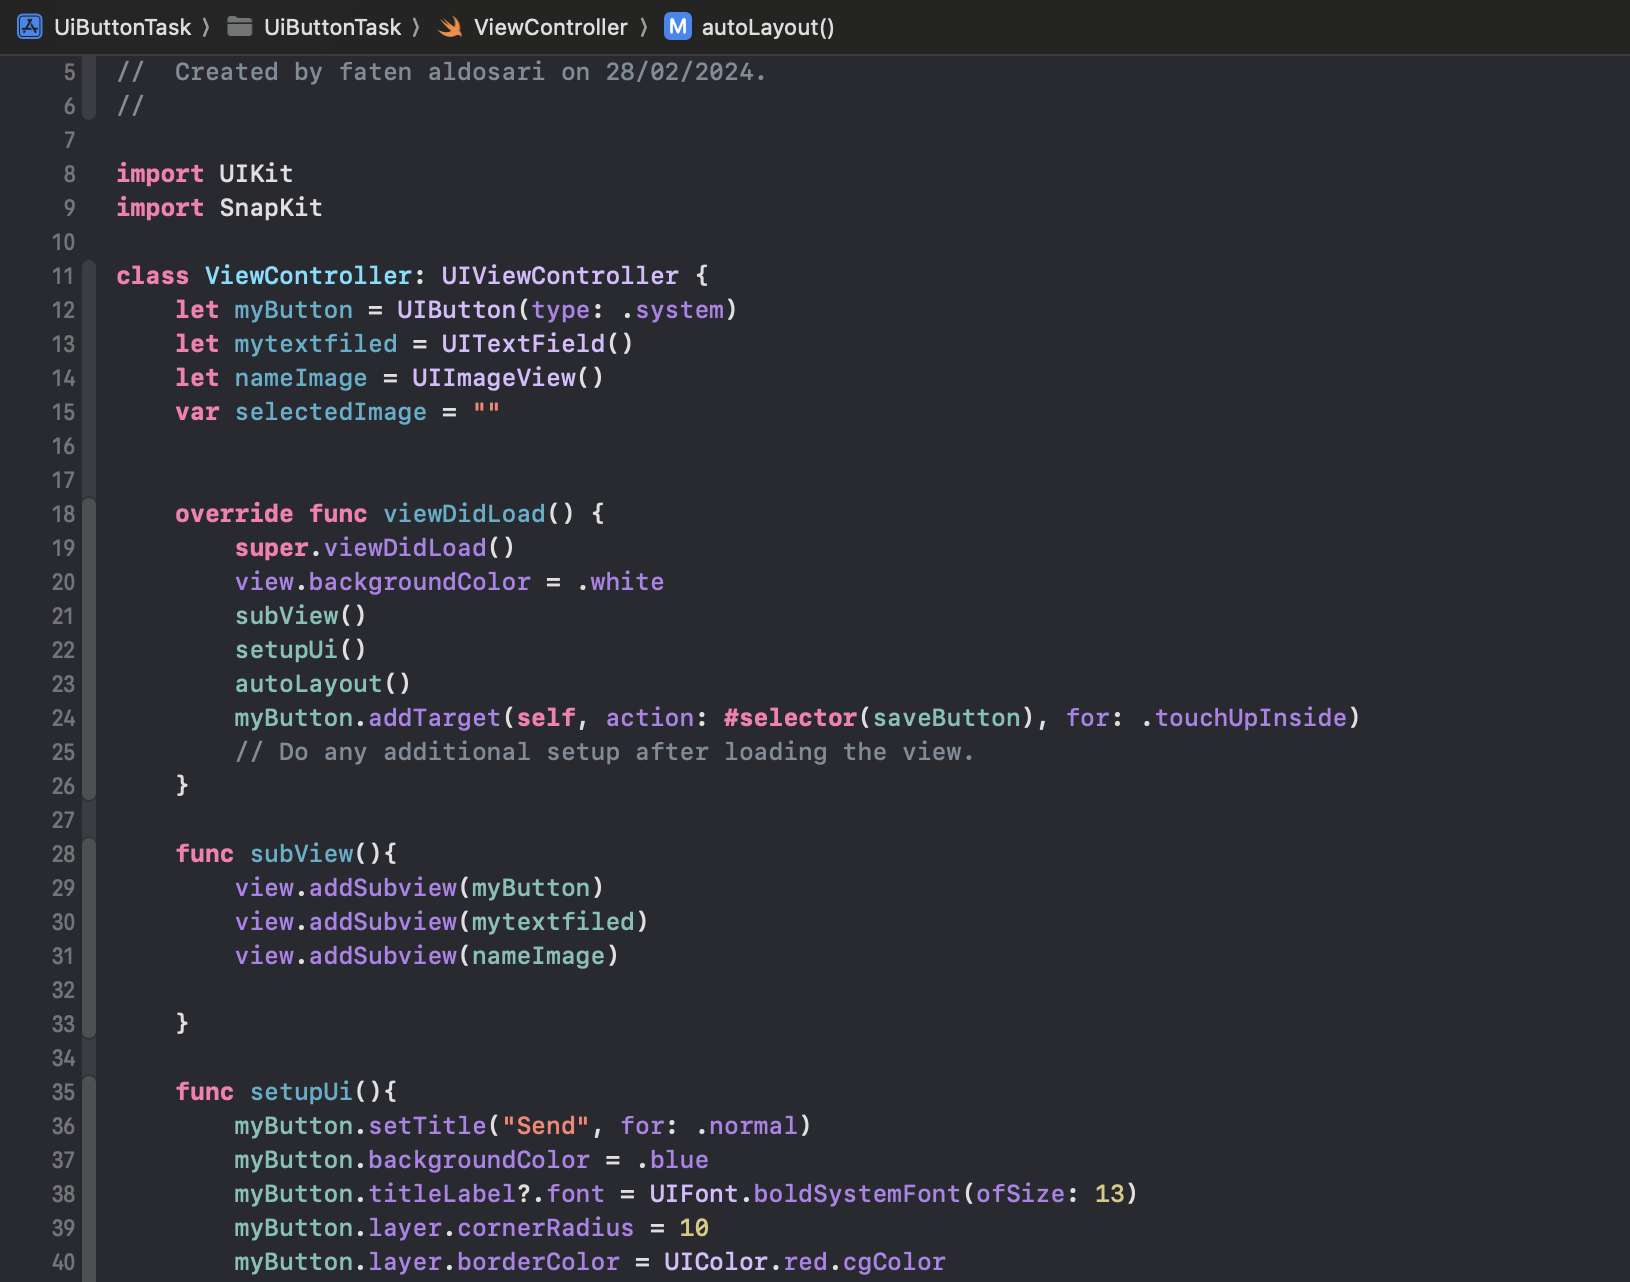 UiButtonTask 〉 UiButtonTask 〉 ViewController 〉 M autoLayout()
5 //  Created by faten aldosari on 28/02/2024.
6 //
7
8 import UIKit
9 import SnapKit
10
11 class ViewController: UIViewController {
12     let myButton = UIButton(type: .system)
13     let mytextfiled = UITextField()
14     let nameImage = UIImageView()
15     var selectedImage = ""
16
17
18     override func viewDidLoad() {
19         super.viewDidLoad()
20         view.backgroundColor = .white
21         subView()
22         setupUi()
23         autoLayout()
24         myButton.addTarget(self, action: #selector(saveButton), for: .touchUpInside)
25         // Do any additional setup after loading the view.
26     }
27
28     func subView(){
29         view.addSubview(myButton)
30         view.addSubview(mytextfiled)
31         view.addSubview(nameImage)
32
33     }
34
35     func setupUi(){
36         myButton.setTitle("Send", for: .normal)
37         myButton.backgroundColor = .blue
38         myButton.titleLabel?.font = UIFont.boldSystemFont(ofSize: 13)
39         myButton.layer.cornerRadius = 10
40         myButton.layer.borderColor = UIColor.red.cgColor